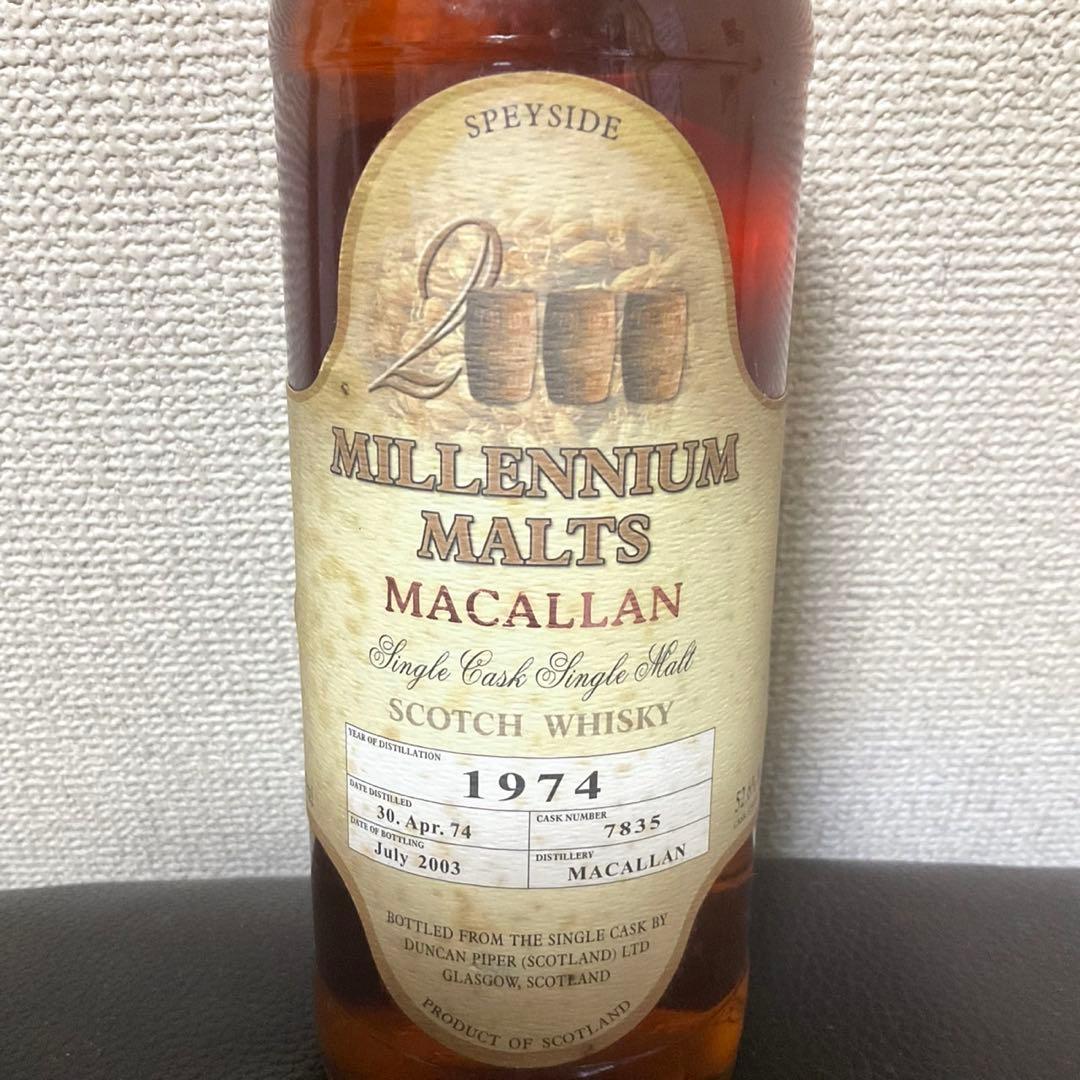 SPEYSIDE
2000
MILLENNIUM
MALTS
MACALLAN
Single Cask Single Malt
SCOTCH WHISKY
YEAR OF DISTILLATION
1974
DATE DISTILLED
30. Apr. 74
CASK NUMBER
7835
DATE OF BOTTLING
July 2003
DISTILLERY
MACALLAN
BOTTLED FROM THE SINGLE CASK BY
DUNCAN PIPER (SCOTLAND) LTD
GLASGOW, SCOTLAND
PRODUCT OF SCOTLAND